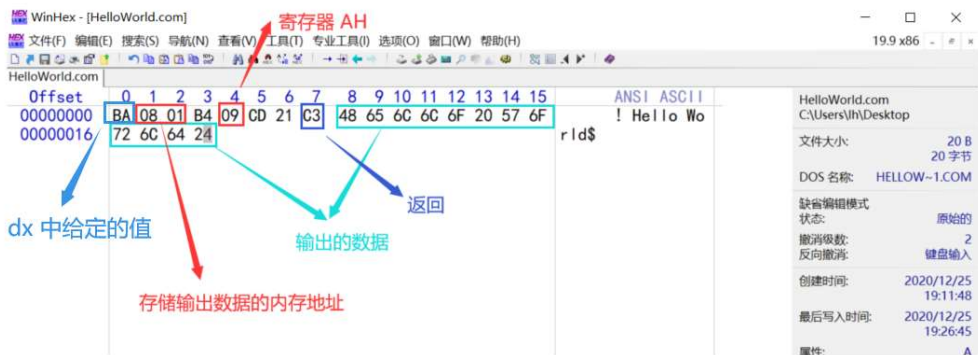 WinHex - [HelloWorld.com]
寄存器 AH
文件(F) 编辑(E) 搜索(S) 导航(N) 查看(V) 工具(T) 专业工具(I) 选项(O) 窗口(W) 帮助(H)
19.9 x86
HelloWorld.com
Offset 0 1 2 3 4 5 6 7 8 9 10 11 12 13 14 15 ANSI ASCII
00000000 BA 08 01 B4 09 CD 21 C3 48 65 6C 6C 6F 20 57 6F ! Hello Wo
00000016 72 6C 64 24 rld$
dx 中给定的值
返回
输出的数据
存储输出数据的内存地址
HelloWorld.com
C:\Users\lh\Desktop
文件大小: 20 B
20 字节
DOS 名称: HELLOW~1.COM
缺省编辑模式
状态: 原始的
撤消级数: 2
反向撤消: 键盘输入
创建时间: 2020/12/25
19:11:48
最后写入时间: 2020/12/25
19:26:45
属性: A